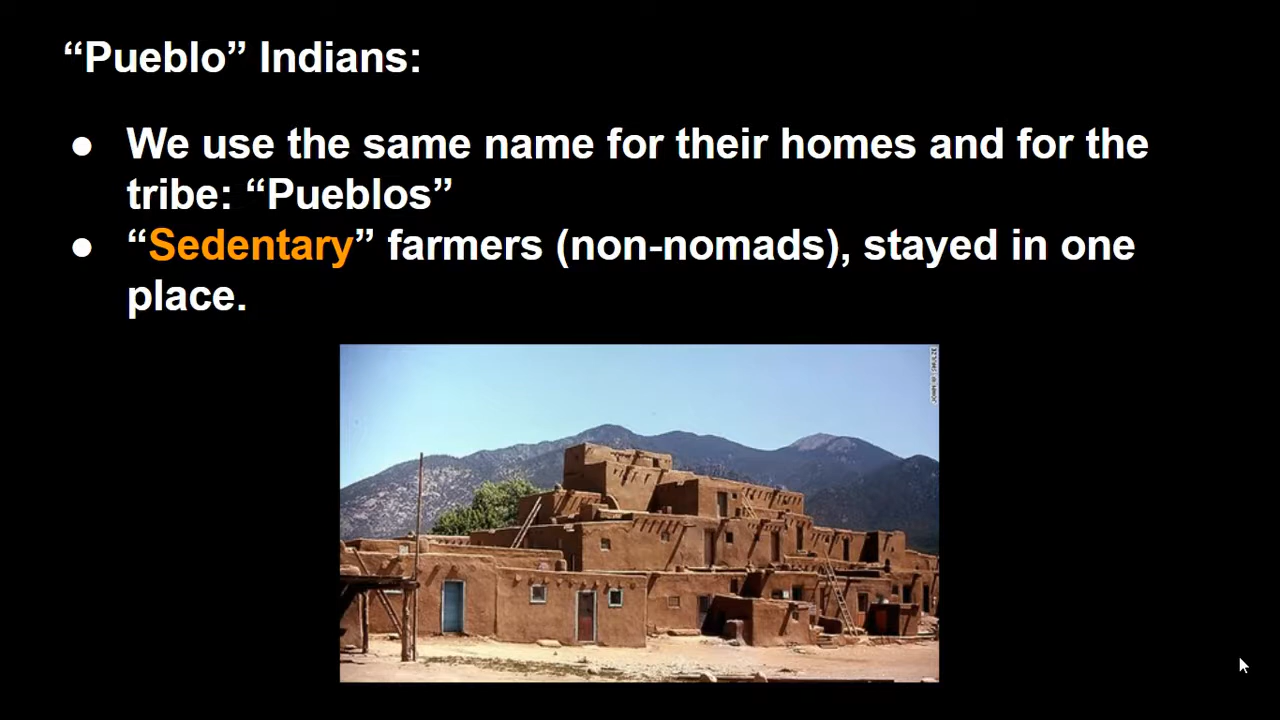 “Pueblo” Indians:
● We use the same name for their homes and for the
tribe: “Pueblos”
● “Sedentary” farmers (non-nomads), stayed in one
place.